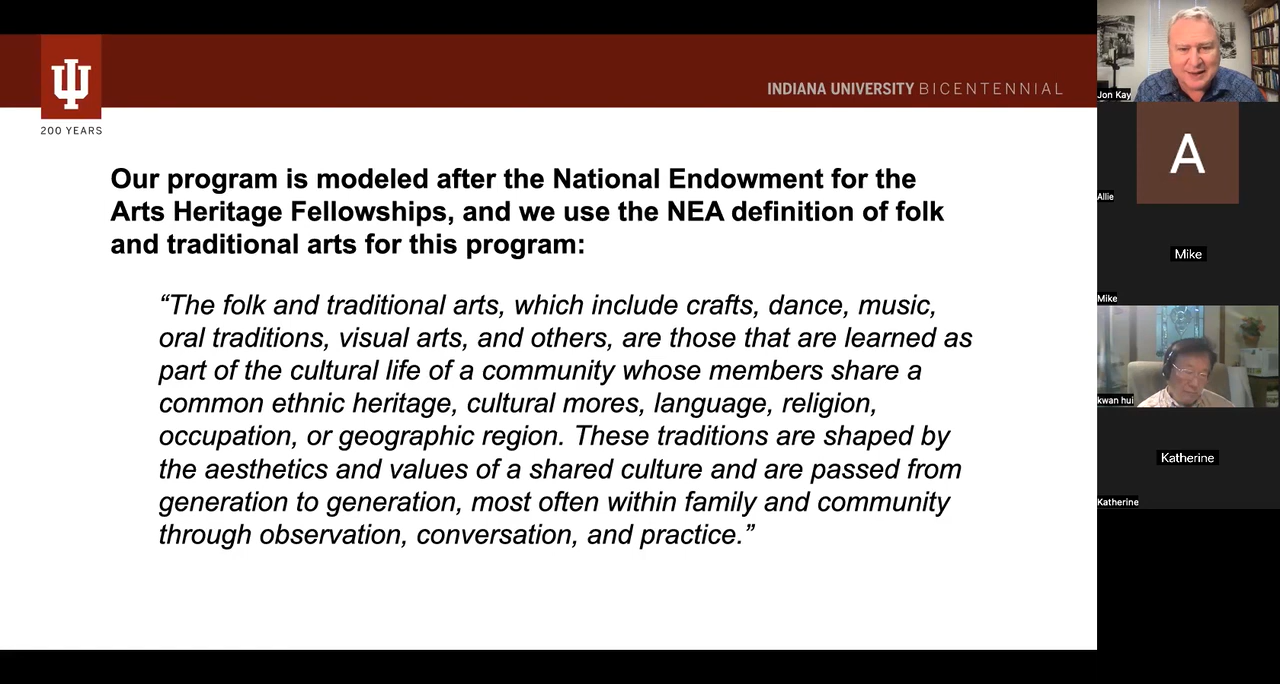 INDIANA UNIVERSITY BICENTENNIAL
200 YEARS
Our program is modeled after the National Endowment for the
Arts Heritage Fellowships, and we use the NEA definition of folk
and traditional arts for this program:
“The folk and traditional arts, which include crafts, dance, music,
oral traditions, visual arts, and others, are those that are learned as
part of the cultural life of a community whose members share a
common ethnic heritage, cultural mores, language, religion,
occupation, or geographic region. These traditions are shaped by
the aesthetics and values of a shared culture and are passed from
generation to generation, most often within family and community
through observation, conversation, and practice.”
Jon Kay
A
Allie
Mike
Mike
kwan hui
Katherine
Katherine